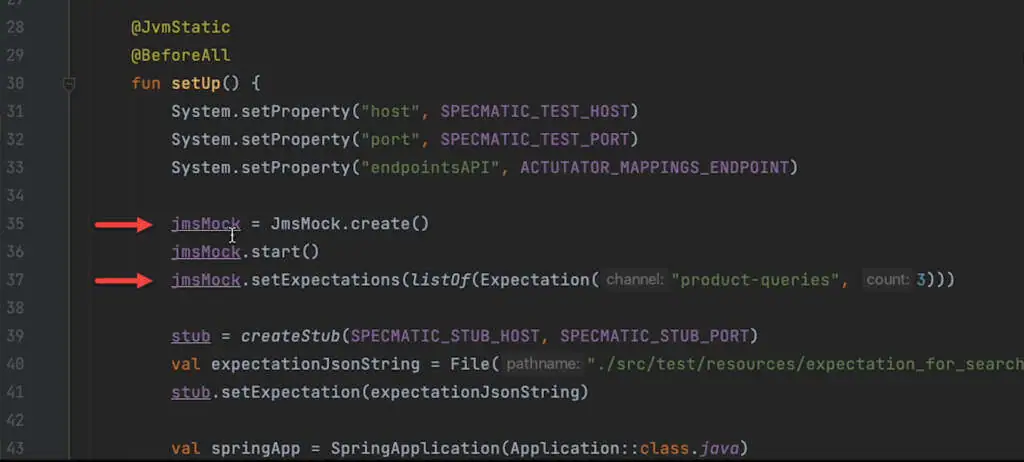 27
28 @JvmStatic
29 @BeforeAll
30 fun setUp() {
31 System.setProperty("host", SPECMATIC_TEST_HOST)
32 System.setProperty("port", SPECMATIC_TEST_PORT)
33 System.setProperty("endpointsAPI", ACTUTATOR_MAPPINGS_ENDPOINT)
34
35 jmsMock = JmsMock.create()
36 jmsMock.start()
37 jmsMock.setExpectations(listOf(Expectation( channel: "product-queries", count: 3)))
38
39 stub = createStub(SPECMATIC_STUB_HOST, SPECMATIC_STUB_PORT)
40 val expectationJsonString = File( pathname: "./src/test/resources/expectation_for_search
41 stub.setExpectation(expectationJsonString)
42
43 val springApp = SpringApplication(Application::class.java)